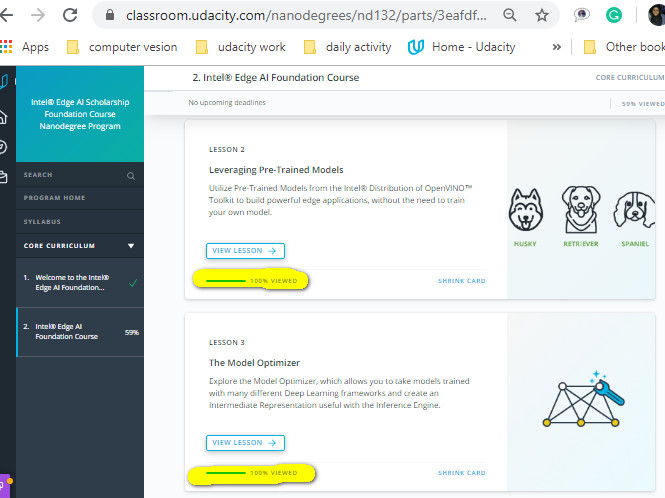 classroom.udacity.com/nanodegrees/nd132/parts/3eafdf...
Apps
computer vesion
udacity work
daily activity
Home - Udacity
»
Other book
Intel® Edge AI Scholarship
Foundation Course
Nanodegree Program
SEARCH
PROGRAM HOME
SYLLABUS
CORE CURRICULUM
1. Welcome to the Intel®
Edge AI Foundation...
2. Intel® Edge AI
Foundation Course
59%
2. Intel® Edge AI Foundation Course
CORE CURRICULUM
No upcoming deadlines
59% VIEWED
LESSON 2
Leveraging Pre-Trained Models
Utilize Pre-Trained Models from the Intel® Distribution of OpenVINO™
Toolkit to build powerful edge applications, without the need to train
your own model.
VIEW LESSON →
100% VIEWED
SHRINK CARD
HUSKY
RETRIEVER
SPANIEL
LESSON 3
The Model Optimizer
Explore the Model Optimizer, which allows you to take models trained
with many different Deep Learning frameworks and create an
Intermediate Representation useful with the Inference Engine.
VIEW LESSON →
100% VIEWED
SHRINK CARD